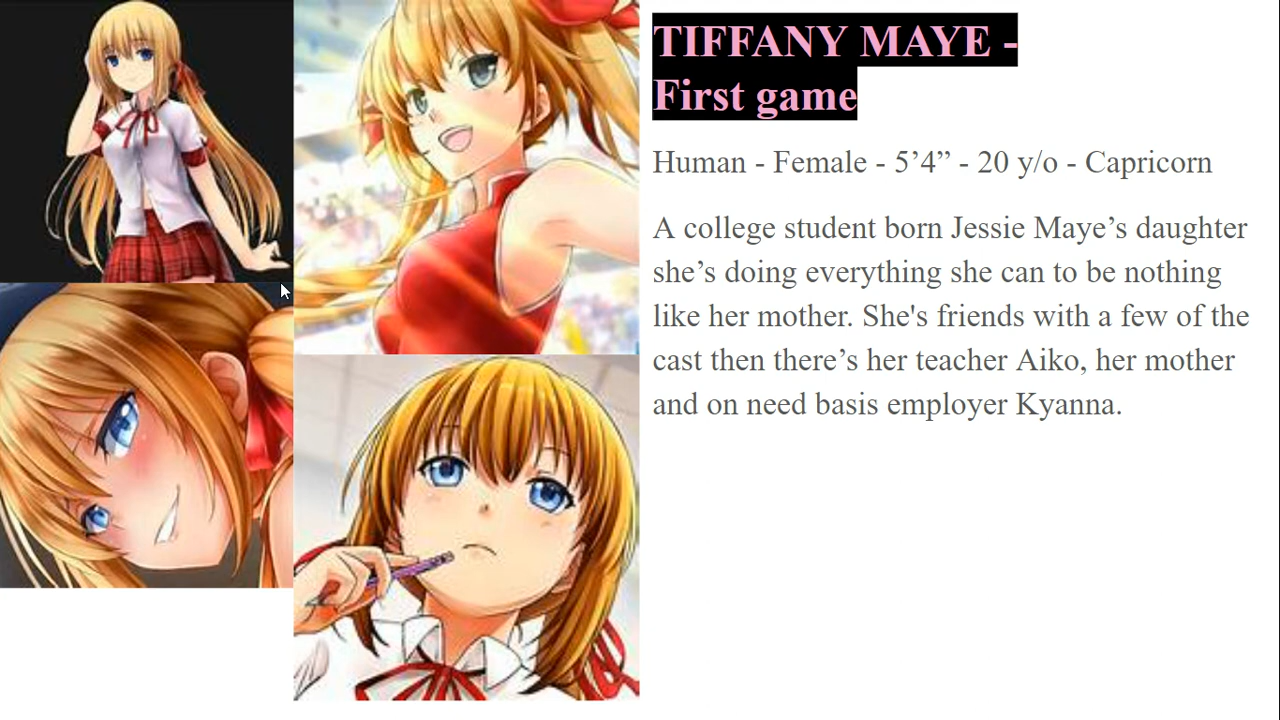 TIFFANY MAYE -
First game
Human - Female - 5’4” - 20 y/o - Capricorn
A college student born Jessie Maye’s daughter
she’s doing everything she can to be nothing
like her mother. She's friends with a few of the
cast then there’s her teacher Aiko, her mother
and on need basis employer Kyanna.